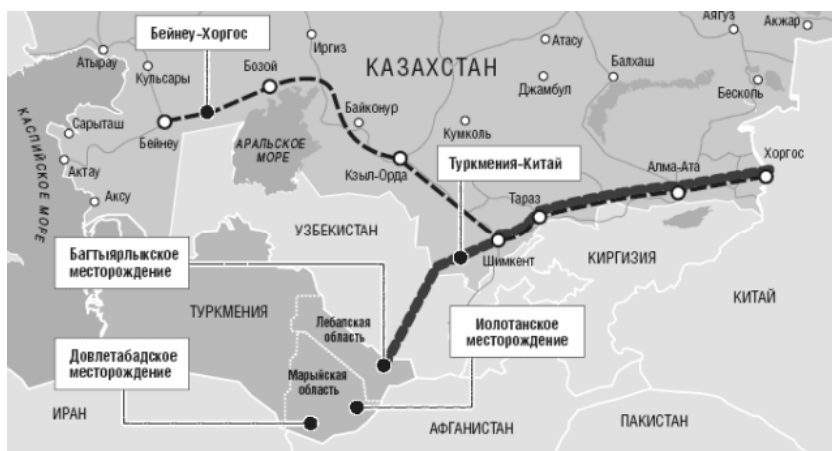 Бейнеу-Хоргос
Иргиз
Атасу
Аягуз
Акжар
Атырау
Кульсары
Бозой
КАЗАХСТАН
Балхаш
Джамбул
Бесколь
КАСПИЙСКОЕ МОРЕ
Сарыташ
Бейнеу
АРАЛЬСКОЕ
МОРЕ
Байконур
Кумколь
Актау
Аксу
Кзыл-Орда
Туркмения-Китай
Тараз
Алма-Ата
Хоргос
УЗБЕКИСТАН
Шимкент
КИРГИЗИЯ
Багтыярлыкское
месторождение
КИТАЙ
ТУРКМЕНИЯ
Лебапская
область
Иолотанское
месторождение
Довлетабадское
месторождение
Марыйская
область
ИРАН
АФГАНИСТАН
ПАКИСТАН